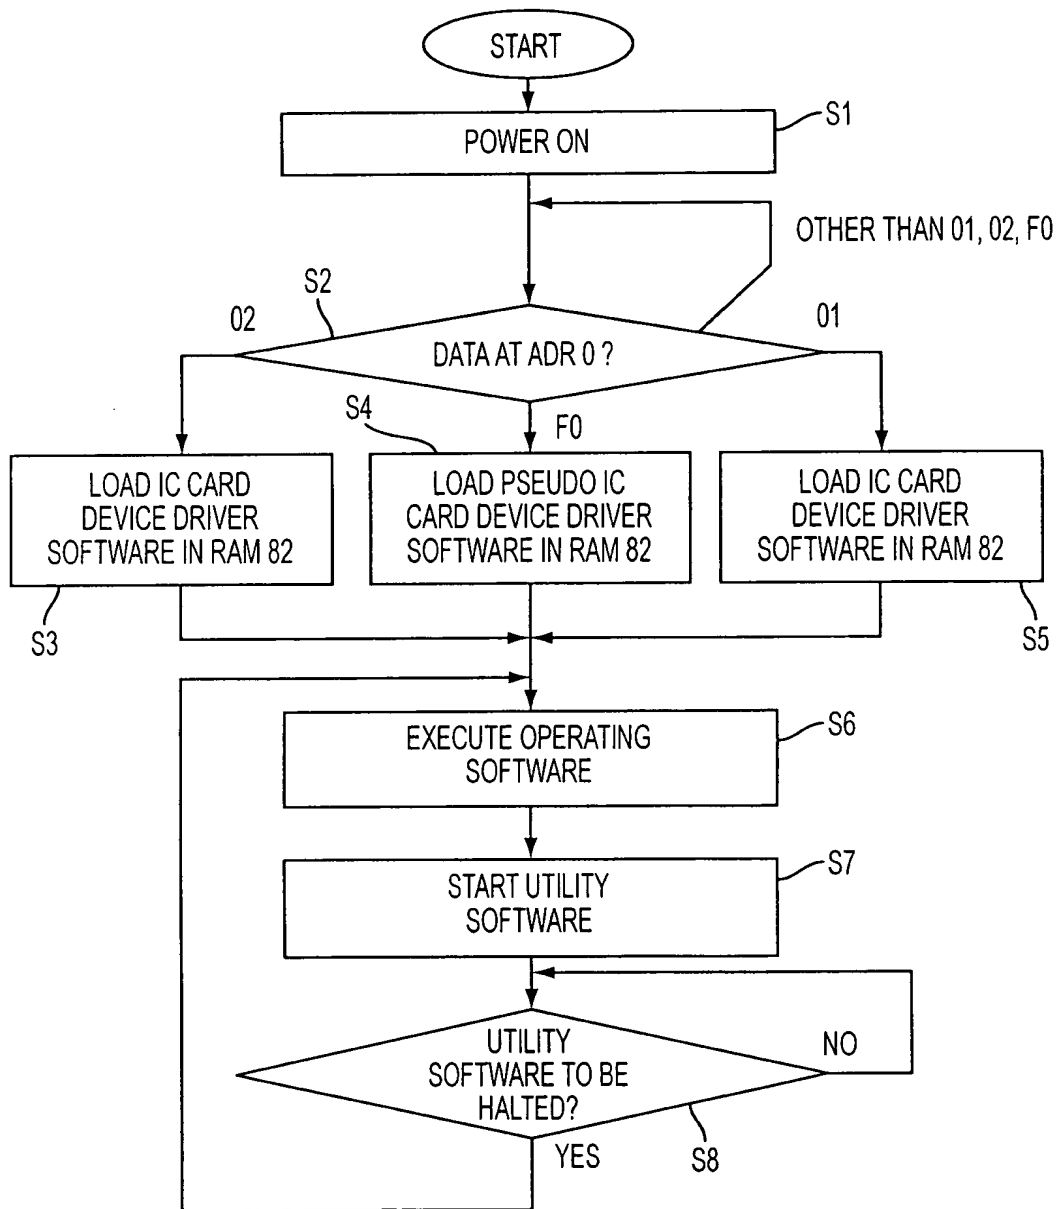 START
S1
POWER ON
OTHER THAN 01, 02, F0
S2
02
01
DATA AT ADR 0 ?
S4
F0
LOAD IC CARD
DEVICE DRIVER
SOFTWARE IN RAM 82
LOAD PSEUDO IC
CARD DEVICE DRIVER
SOFTWARE IN RAM 82
LOAD IC CARD
DEVICE DRIVER
SOFTWARE IN RAM 82
S3
S5
EXECUTE OPERATING
SOFTWARE
S6
START UTILITY
SOFTWARE
S7
UTILITY
SOFTWARE TO BE
HALTED?
NO
YES
S8